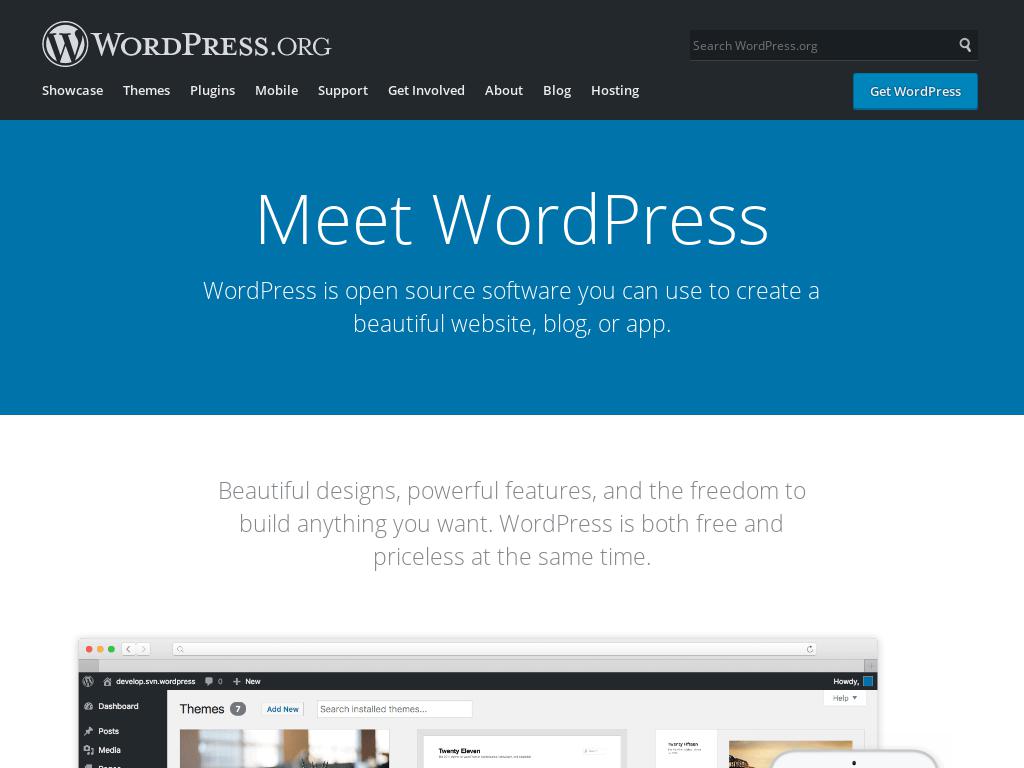 WORDPRESS.ORG
Search WordPress.org
Showcase Themes Plugins Mobile Support Get Involved About Blog Hosting
Get WordPress
Meet WordPress
WordPress is open source software you can use to create a
beautiful website, blog, or app.
Beautiful designs, powerful features, and the freedom to
build anything you want. WordPress is both free and
priceless at the same time.
develop.svn.wordpress 0 New
Howdy,
Help
Dashboard
Posts
Media
Themes 7 Add New Search installed themes...
Twenty Eleven
Twenty Fifteen